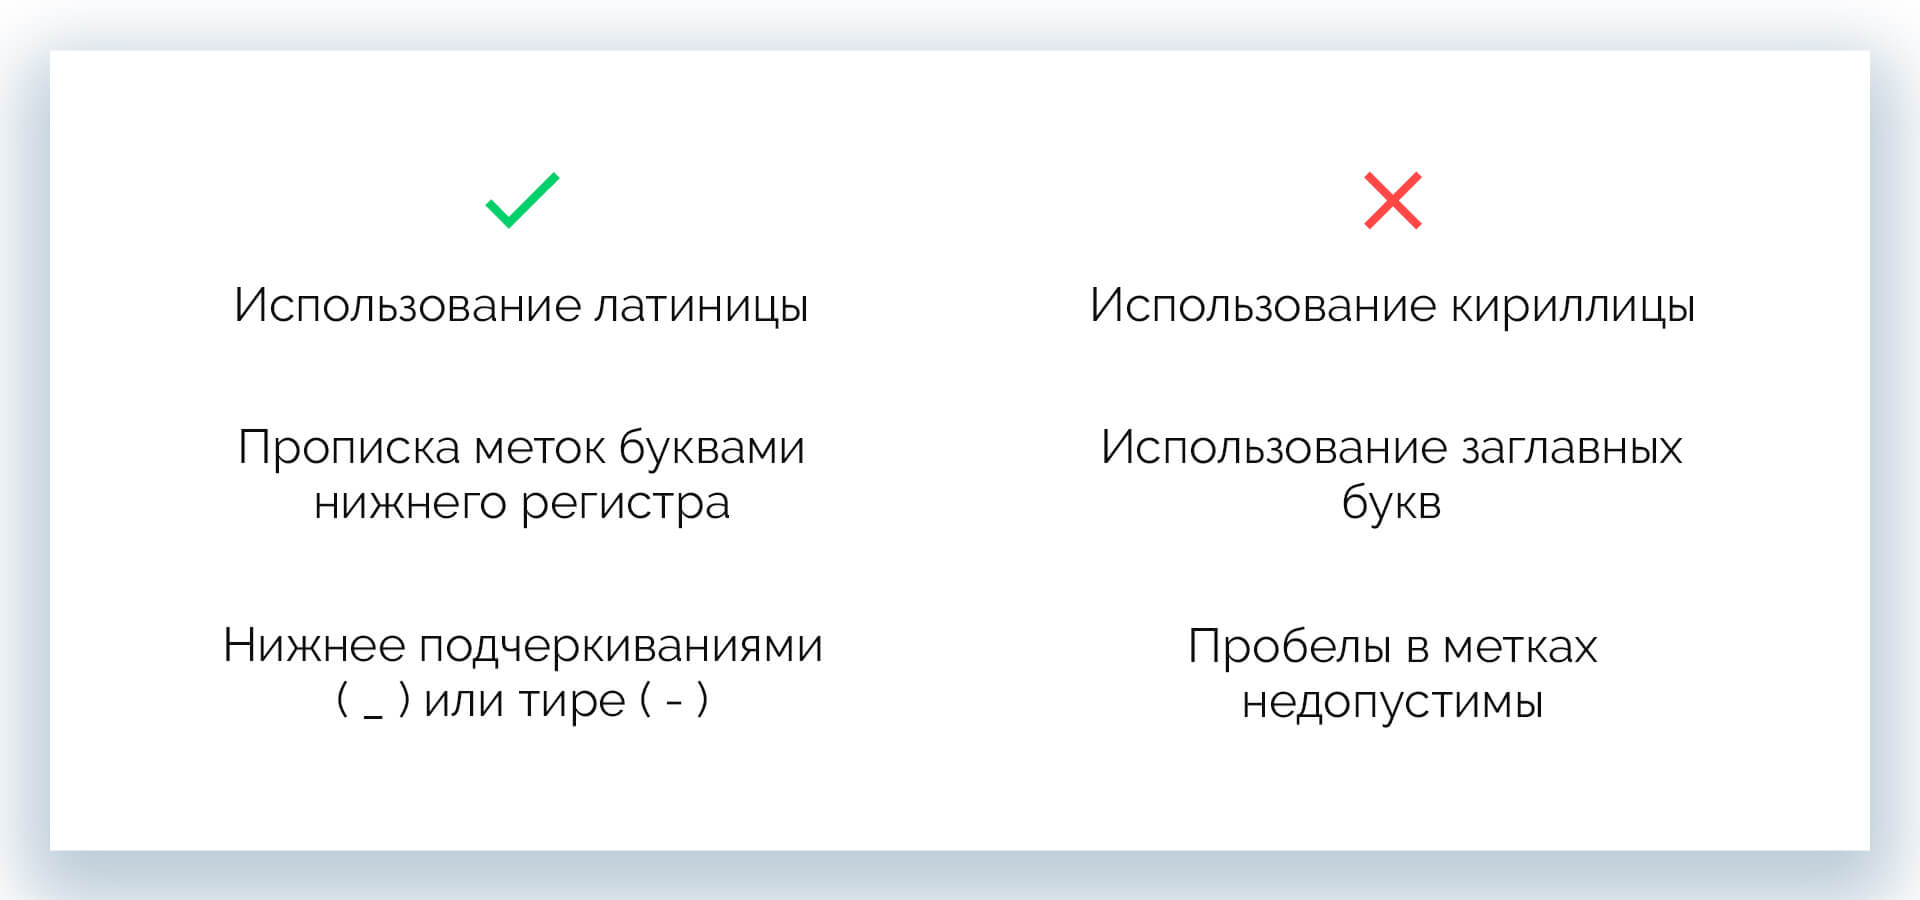 Использование латиницы
Прописка меток буквами
нижнего регистра
Нижнее подчеркиваниями
( _ ) или тире ( - )
Использование кириллицы
Использование заглавных
букв
Пробелы в метках
недопустимы